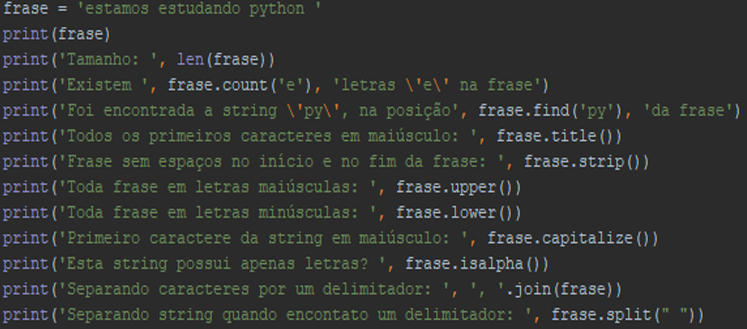 frase = 'estamos estudando python '
print(frase)
print('Tamanho: ', len(frase))
print('Existem ', frase.count('e'), 'letras \'e\' na frase')
print('Foi encontrada a string \'py\', na posição', frase.find('py'), 'da frase')
print('Todos os primeiros caracteres em maiúsculo: ', frase.title())
print('Frase sem espaços no início e no fim da frase: ', frase.strip())
print('Toda frase em letras maiúsculas: ', frase.upper())
print('Toda frase em letras minúsculas: ', frase.lower())
print('Primeiro caractere da string em maiúsculo: ', frase.capitalize())
print('Esta string possui apenas letras? ', frase.isalpha())
print('Separando caracteres por um delimitador: ', ', '.join(frase))
print('Separando string quando encontato um delimitador: ', frase.split(" "))